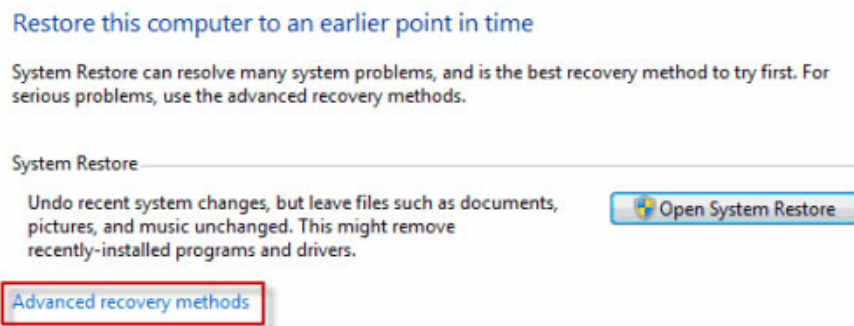 Restore this computer to an earlier point in time
System Restore can resolve many system problems, and is the best recovery method to try first. For
serious problems, use the advanced recovery methods.
System Restore
Undo recent system changes, but leave files such as documents,
pictures, and music unchanged. This might remove
recently-installed programs and drivers.
Open System Restore
Advanced recovery methods